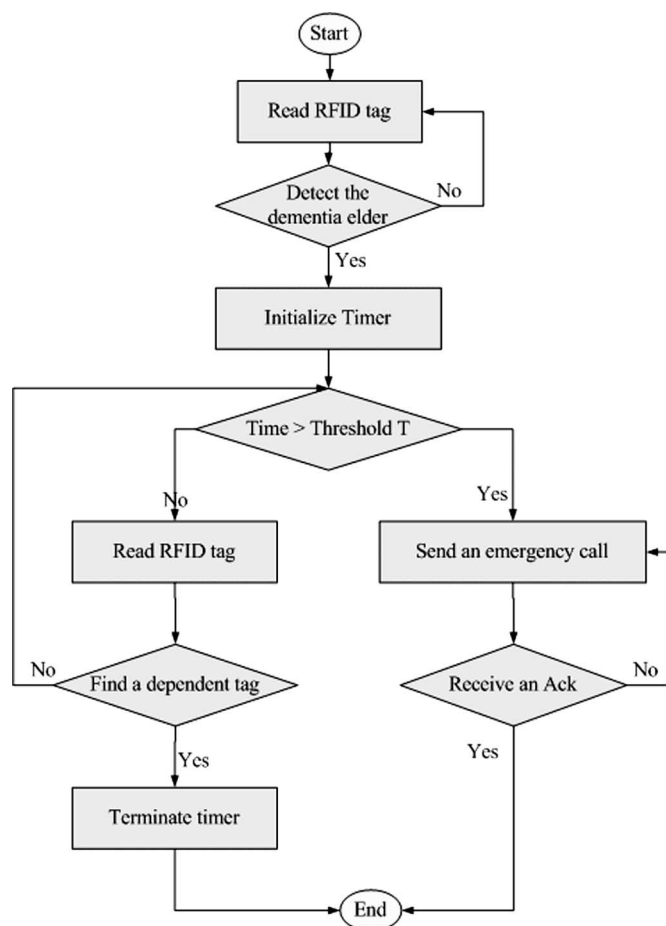 Start
Read RFID tag
Detect the
dementia elder
No
Yes
Initialize Timer
Time > Threshold T
No
Yes
Read RFID tag
Send an emergency call
No
Find a dependent tag
Receive an Ack
No
Yes
Yes
Terminate timer
End